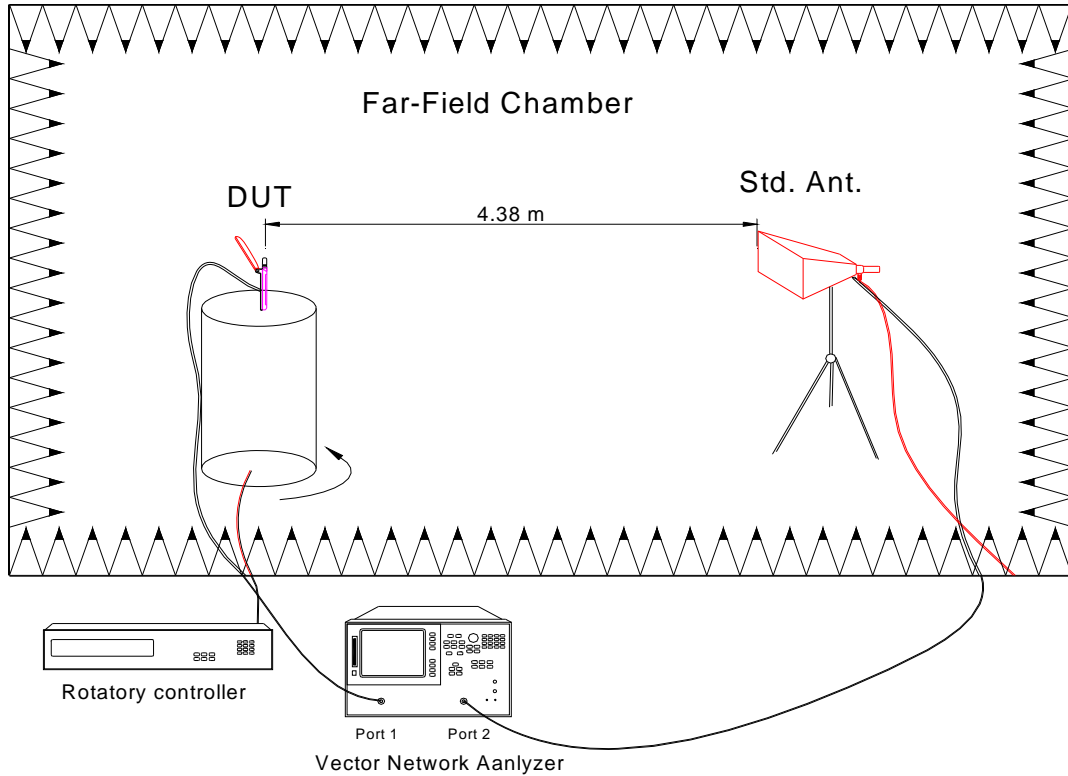 Far-Field Chamber
DUT
Std. Ant.
4.38 m
Rotatory controller
Port 1
Port 2
Vector Network Aanlyzer